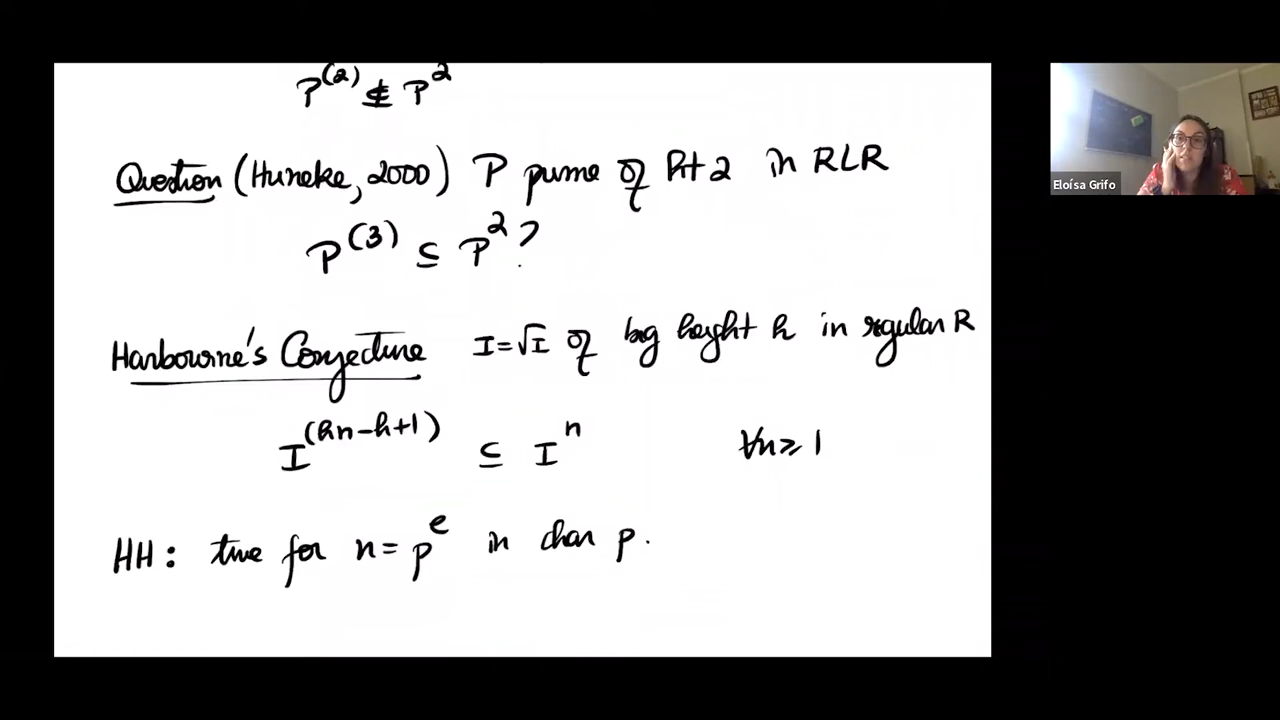 P^(2) ⊄ P^2
Question (Huneke, 2000) P prime of ht 2 in RLR
P^(3) ⊆ P^2 ?
Harbourne's Conjecture I=√I of big height h in regular R
I^(hn-h+1) ⊆ I^n ∀n≥1
HH: true for n=p^e in char p.
Eloísa Grifo